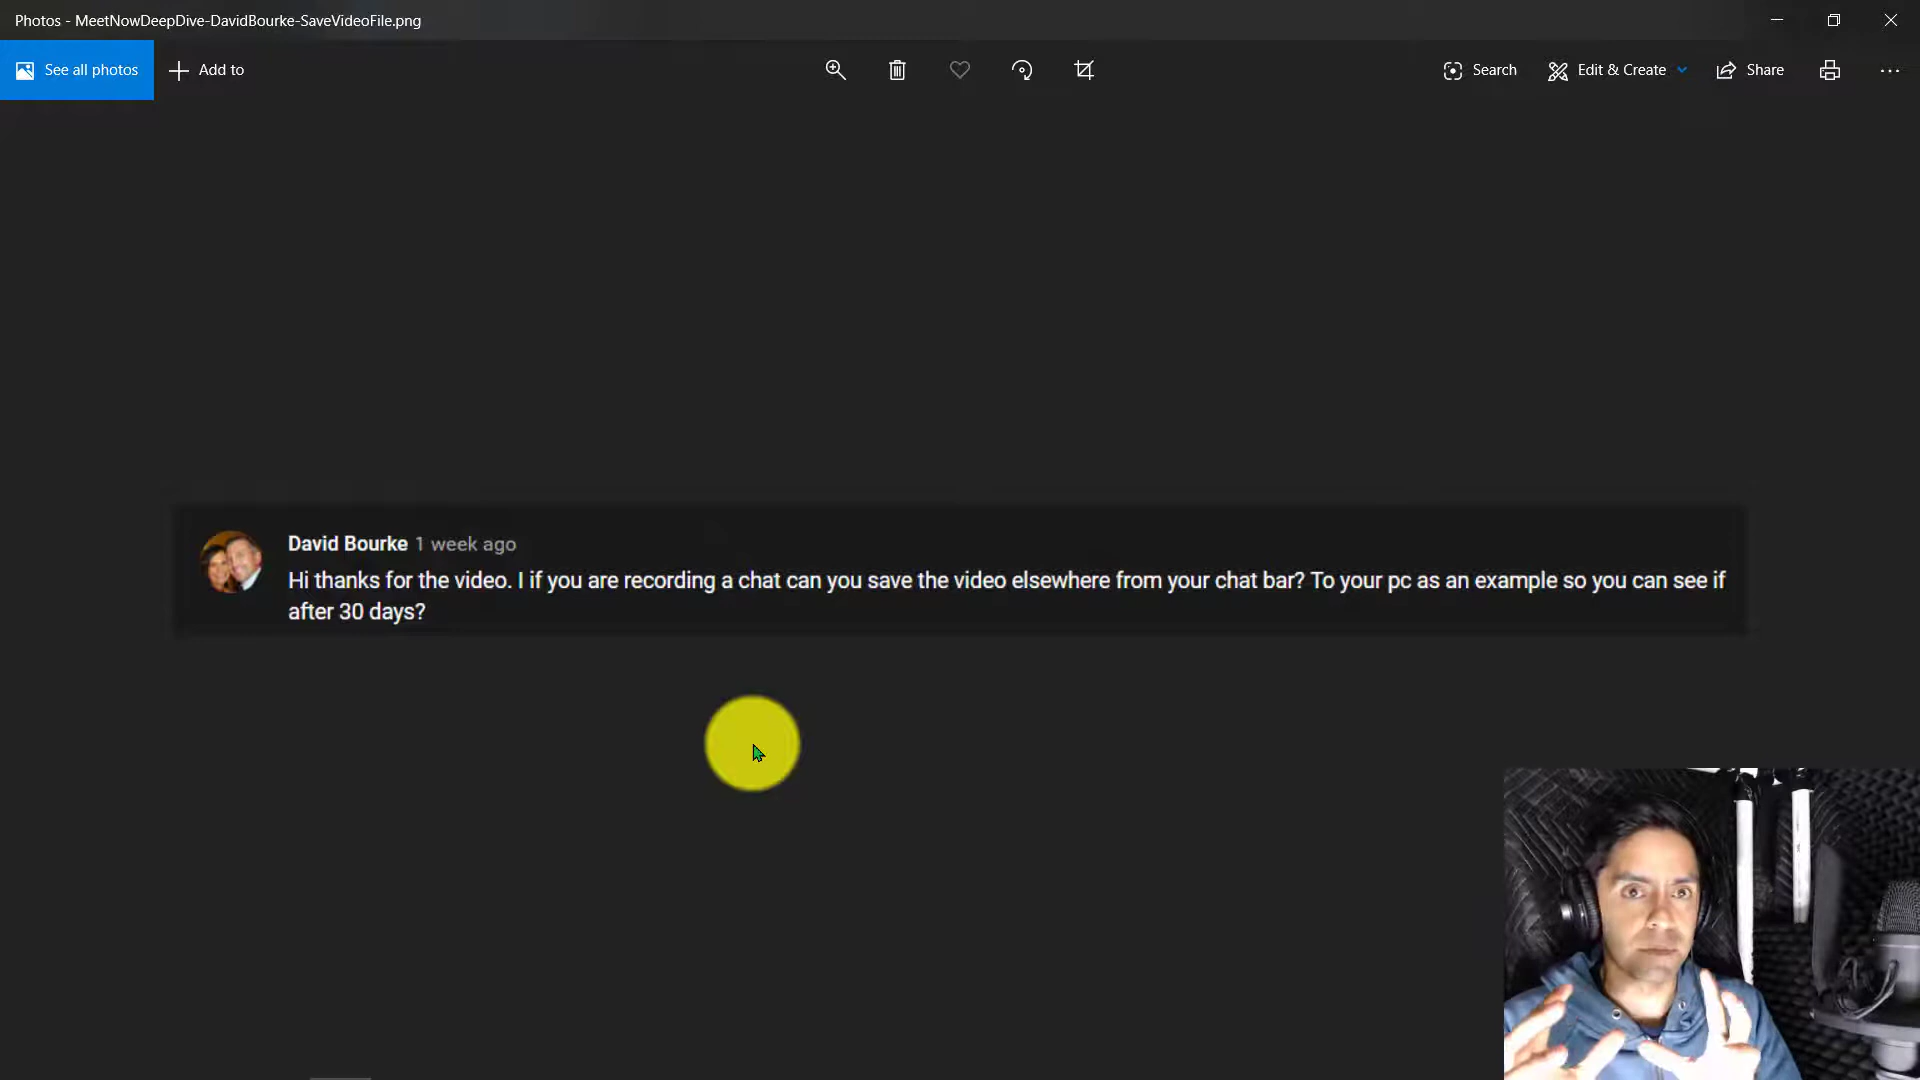 Photos - MeetNowDeepDive-DavidBourke-SaveVideoFile.png
See all photos
Add to
Search
Edit & Create
Share
David Bourke 1 week ago
Hi thanks for the video. I if you are recording a chat can you save the video elsewhere from your chat bar? To your pc as an example so you can see if
after 30 days?